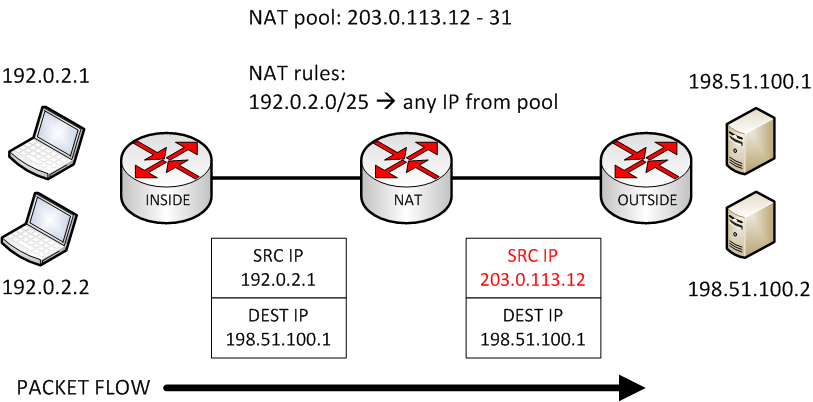 NAT pool: 203.0.113.12 - 31
NAT rules:
192.0.2.0/25 → any IP from pool
192.0.2.1
198.51.100.1
INSIDE
NAT
OUTSIDE
192.0.2.2
198.51.100.2
SRC IP
192.0.2.1
DEST IP
198.51.100.1
SRC IP
203.0.113.12
DEST IP
198.51.100.1
PACKET FLOW